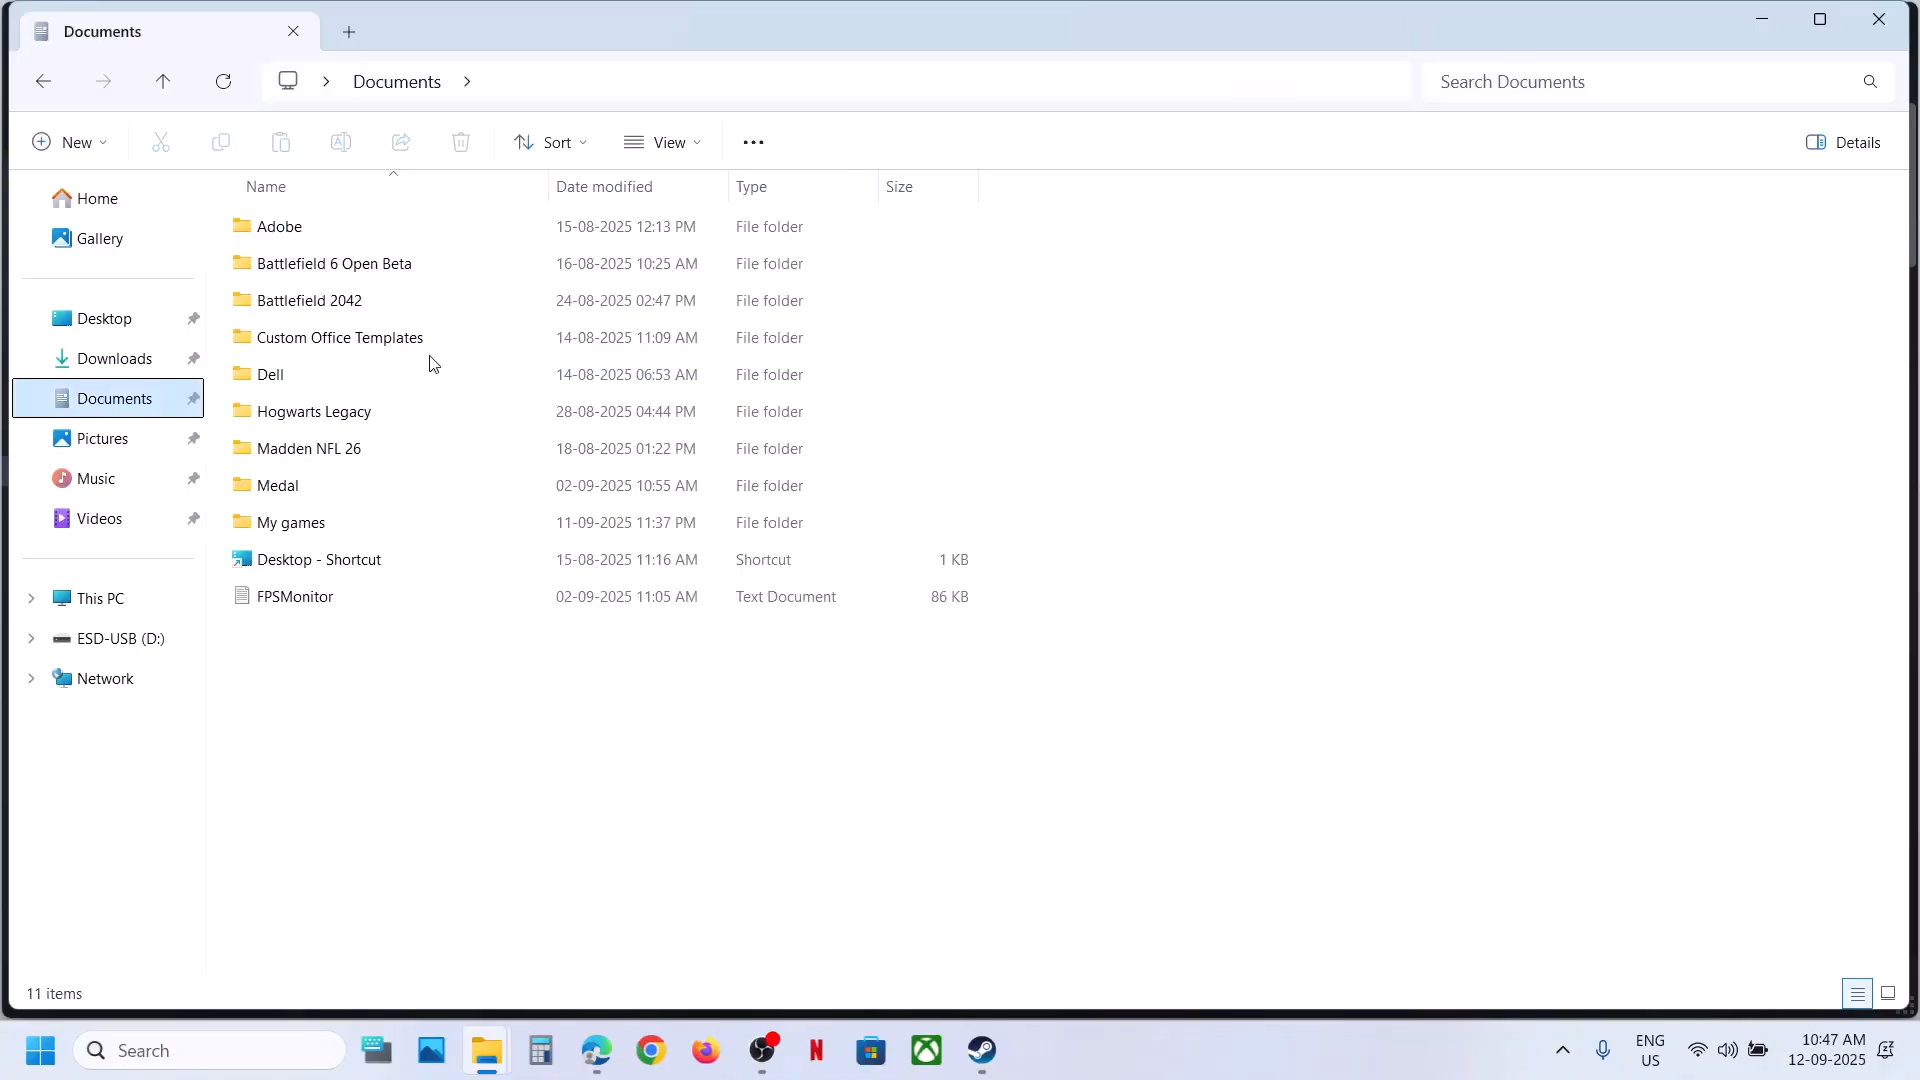 Documents
Documents
Search Documents
New
Sort
View
Details
Name
Date modified
Type
Size
Home
Gallery
Desktop
Downloads
Documents
Pictures
Music
Videos
This PC
ESD-USB (D:)
Network
Adobe 15-08-2025 12:13 PM File folder
Battlefield 6 Open Beta 16-08-2025 10:25 AM File folder
Battlefield 2042 24-08-2025 02:47 PM File folder
Custom Office Templates 14-08-2025 11:09 AM File folder
Dell 14-08-2025 06:53 AM File folder
Hogwarts Legacy 28-08-2025 04:44 PM File folder
Madden NFL 26 18-08-2025 01:22 PM File folder
Medal 02-09-2025 10:55 AM File folder
My games 11-09-2025 11:37 PM File folder
Desktop - Shortcut 15-08-2025 11:16 AM Shortcut 1 KB
FPSMonitor 02-09-2025 11:05 AM Text Document 86 KB
11 items
Search
N
ENG
US
10:47 AM
12-09-2025